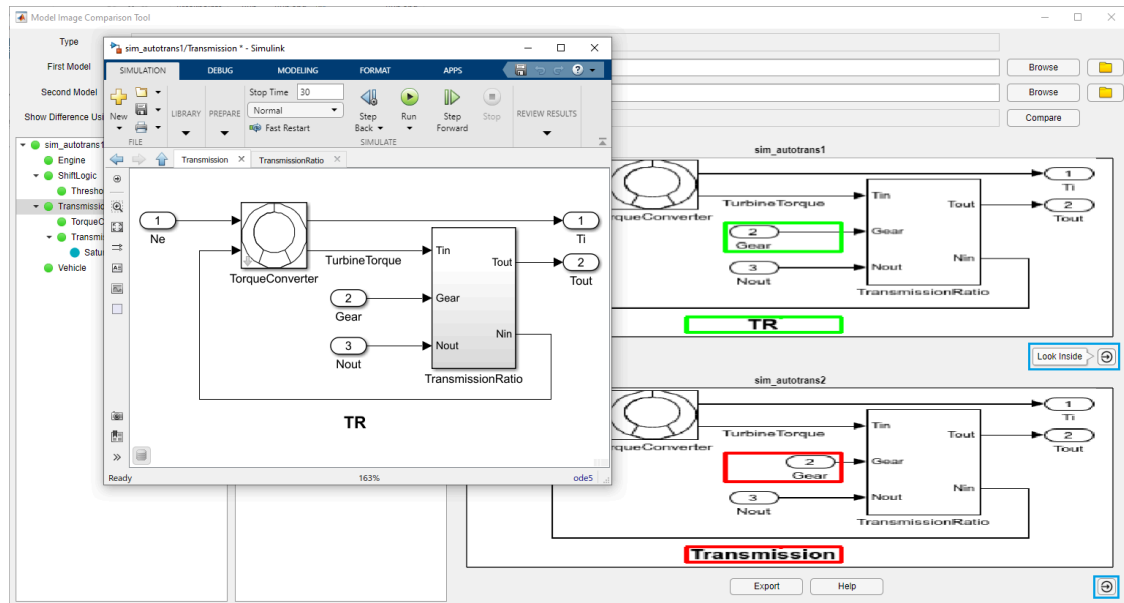 Model Image Comparison Tool
Type
First Model
Browse
Second Model
Browse
Show Difference Usi
Compare
sim_autotrans1
Engine
ShiftLogic
Thresho
Transmissio
TorqueC
Transmi
Satu
Vehicle
sim_autotrans1/Transmission * - Simulink
SIMULATION DEBUG MODELING FORMAT APPS
New
FILE
LIBRARY
PREPARE
Stop Time 30
Normal
Fast Restart
Step Back
Run
Step Forward
Stop
SIMULATE
REVIEW RESULTS
Transmission TransmissionRatio
1
Ne
TorqueConverter
TurbineTorque
2
Gear
3
Nout
Tin
Gear
Nout
Tout
Nin
TransmissionRatio
1
Ti
2
Tout
TR
Ready 163% ode5
sim_autotrans1
rqueConverter
TurbineTorque
2
Gear
3
Nout
Tin
Gear
Nout
Tout
Nin
TransmissionRatio
1
Ti
2
Tout
TR
Look Inside
sim_autotrans2
rqueConverter
TurbineTorque
2
Gear
3
Nout
Tin
Gear
Nout
Tout
Nin
TransmissionRatio
1
Ti
2
Tout
Transmission
Export Help